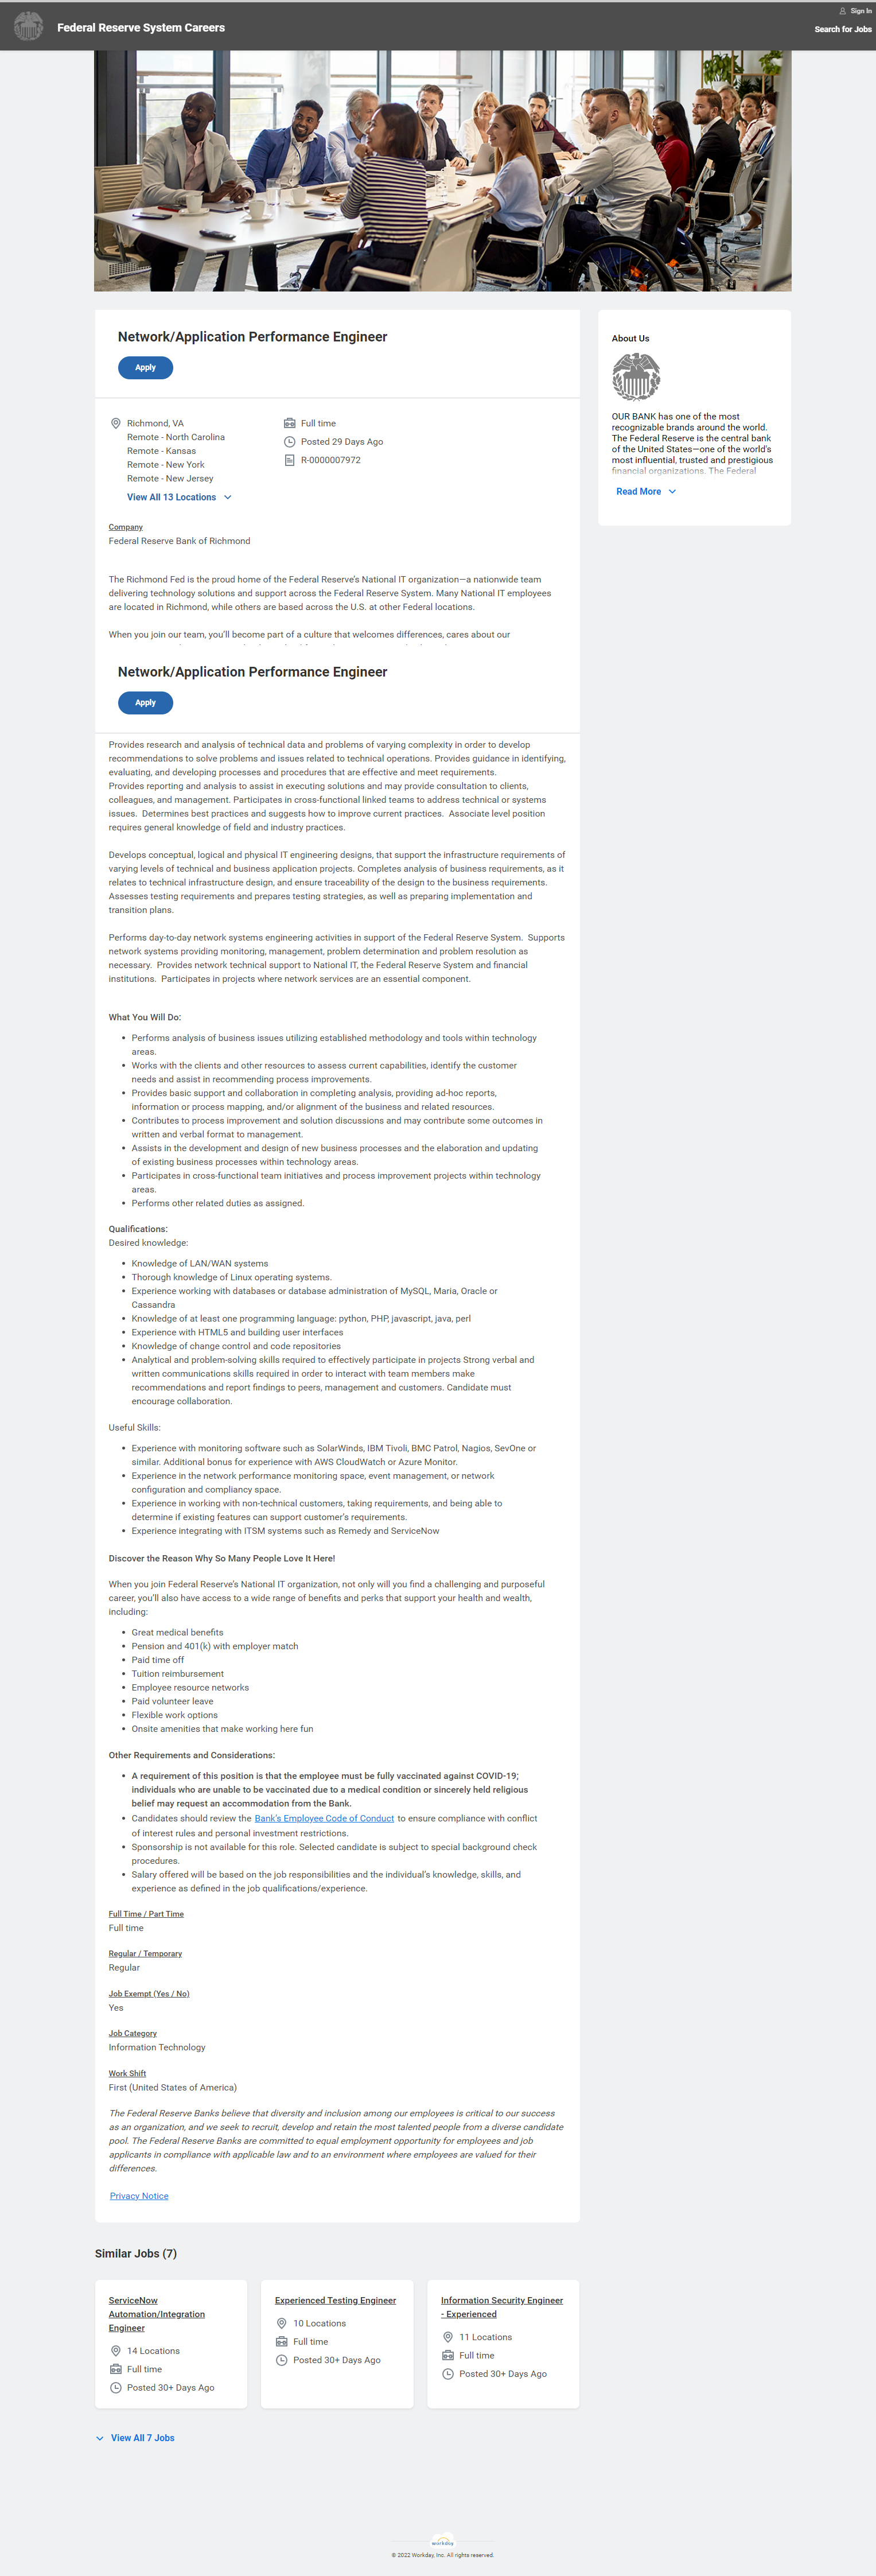 Sign In
Federal Reserve System Careers
Search for Jobs
Network/Application Performance Engineer
Apply
Richmond, VA
Remote - North Carolina
Remote - Kansas
Remote - New York
Remote - New Jersey
View All 13 Locations
Full time
Posted 29 Days Ago
R-0000007972
Company
Federal Reserve Bank of Richmond
The Richmond Fed is the proud home of the Federal Reserve's National IT organization—a nationwide team
delivering technology solutions and support across the Federal Reserve System. Many National IT employees
are located in Richmond, while others are based across the U.S. at other Federal locations.
When you join our team, you'll become part of a culture that welcomes differences, cares about our
About Us
OUR BANK has one of the most
recognizable brands around the world.
The Federal Reserve is the central bank
of the United States—one of the world's
most influential, trusted and prestigious
financial organizations. The Federal
Read More
Network/Application Performance Engineer
Apply
Provides research and analysis of technical data and problems of varying complexity in order to develop
recommendations to solve problems and issues related to technical operations. Provides guidance in identifying,
evaluating, and developing processes and procedures that are effective and meet requirements.
Provides reporting and analysis to assist in executing solutions and may provide consultation to clients,
colleagues, and management. Participates in cross-functional linked teams to address technical or systems
issues.  Determines best practices and suggests how to improve current practices.  Associate level position
requires general knowledge of field and industry practices.
Develops conceptual, logical and physical IT engineering designs, that support the infrastructure requirements of
varying levels of technical and business application projects. Completes analysis of business requirements, as it
relates to technical infrastructure design, and ensure traceability of the design to the business requirements.
Assesses testing requirements and prepares testing strategies, as well as preparing implementation and
transition plans.
Performs day-to-day network systems engineering activities in support of the Federal Reserve System.  Supports
network systems providing monitoring, management, problem determination and problem resolution as
necessary.  Provides network technical support to National IT, the Federal Reserve System and financial
institutions.  Participates in projects where network services are an essential component.
What You Will Do:
• Performs analysis of business issues utilizing established methodology and tools within technology
areas.
• Works with the clients and other resources to assess current capabilities, identify the customer
needs and assist in recommending process improvements.
• Provides basic support and collaboration in completing analysis, providing ad-hoc reports,
information or process mapping, and/or alignment of the business and related resources.
• Contributes to process improvement and solution discussions and may contribute some outcomes in
written and verbal format to management.
• Assists in the development and design of new business processes and the elaboration and updating
of existing business processes within technology areas.
• Participates in cross-functional team initiatives and process improvement projects within technology
areas.
• Performs other related duties as assigned.
Qualifications:
Desired knowledge:
• Knowledge of LAN/WAN systems
• Thorough knowledge of Linux operating systems.
• Experience working with databases or database administration of MySQL, Maria, Oracle or
Cassandra
• Knowledge of at least one programming language: python, PHP, javascript, java, perl
• Experience with HTML5 and building user interfaces
• Knowledge of change control and code repositories
• Analytical and problem-solving skills required to effectively participate in projects Strong verbal and
written communications skills required in order to interact with team members make
recommendations and report findings to peers, management and customers. Candidate must
encourage collaboration.
Useful Skills:
• Experience with monitoring software such as SolarWinds, IBM Tivoli, BMC Patrol, Nagios, SevOne or
similar. Additional bonus for experience with AWS CloudWatch or Azure Monitor.
• Experience in the network performance monitoring space, event management, or network
configuration and compliancy space.
• Experience in working with non-technical customers, taking requirements, and being able to
determine if existing features can support customer's requirements.
• Experience integrating with ITSM systems such as Remedy and ServiceNow
Discover the Reason Why So Many People Love It Here!
When you join Federal Reserve's National IT organization, not only will you find a challenging and purposeful
career, you'll also have access to a wide range of benefits and perks that support your health and wealth,
including:
• Great medical benefits
• Pension and 401(k) with employer match
• Paid time off
• Tuition reimbursement
• Employee resource networks
• Paid volunteer leave
• Flexible work options
• Onsite amenities that make working here fun
Other Requirements and Considerations:
• A requirement of this position is that the employee must be fully vaccinated against COVID-19;
individuals who are unable to be vaccinated due to a medical condition or sincerely held religious
belief may request an accommodation from the Bank.
• Candidates should review the Bank's Employee Code of Conduct to ensure compliance with conflict
of interest rules and personal investment restrictions.
• Sponsorship is not available for this role. Selected candidate is subject to special background check
procedures.
• Salary offered will be based on the job responsibilities and the individual's knowledge, skills, and
experience as defined in the job qualifications/experience.
Full Time / Part Time
Full time
Regular / Temporary
Regular
Job Exempt (Yes / No)
Yes
Job Category
Information Technology
Work Shift
First (United States of America)
The Federal Reserve Banks believe that diversity and inclusion among our employees is critical to our success
as an organization, and we seek to recruit, develop and retain the most talented people from a diverse candidate
pool. The Federal Reserve Banks are committed to equal employment opportunity for employees and job
applicants in compliance with applicable law and to an environment where employees are valued for their
differences.
Privacy Notice
Similar Jobs (7)
ServiceNow
Automation/Integration
Engineer
14 Locations
Full time
Posted 30+ Days Ago
Experienced Testing Engineer
10 Locations
Full time
Posted 30+ Days Ago
Information Security Engineer
- Experienced
11 Locations
Full time
Posted 30+ Days Ago
View All 7 Jobs
workday
© 2022 Workday, Inc. All rights reserved.